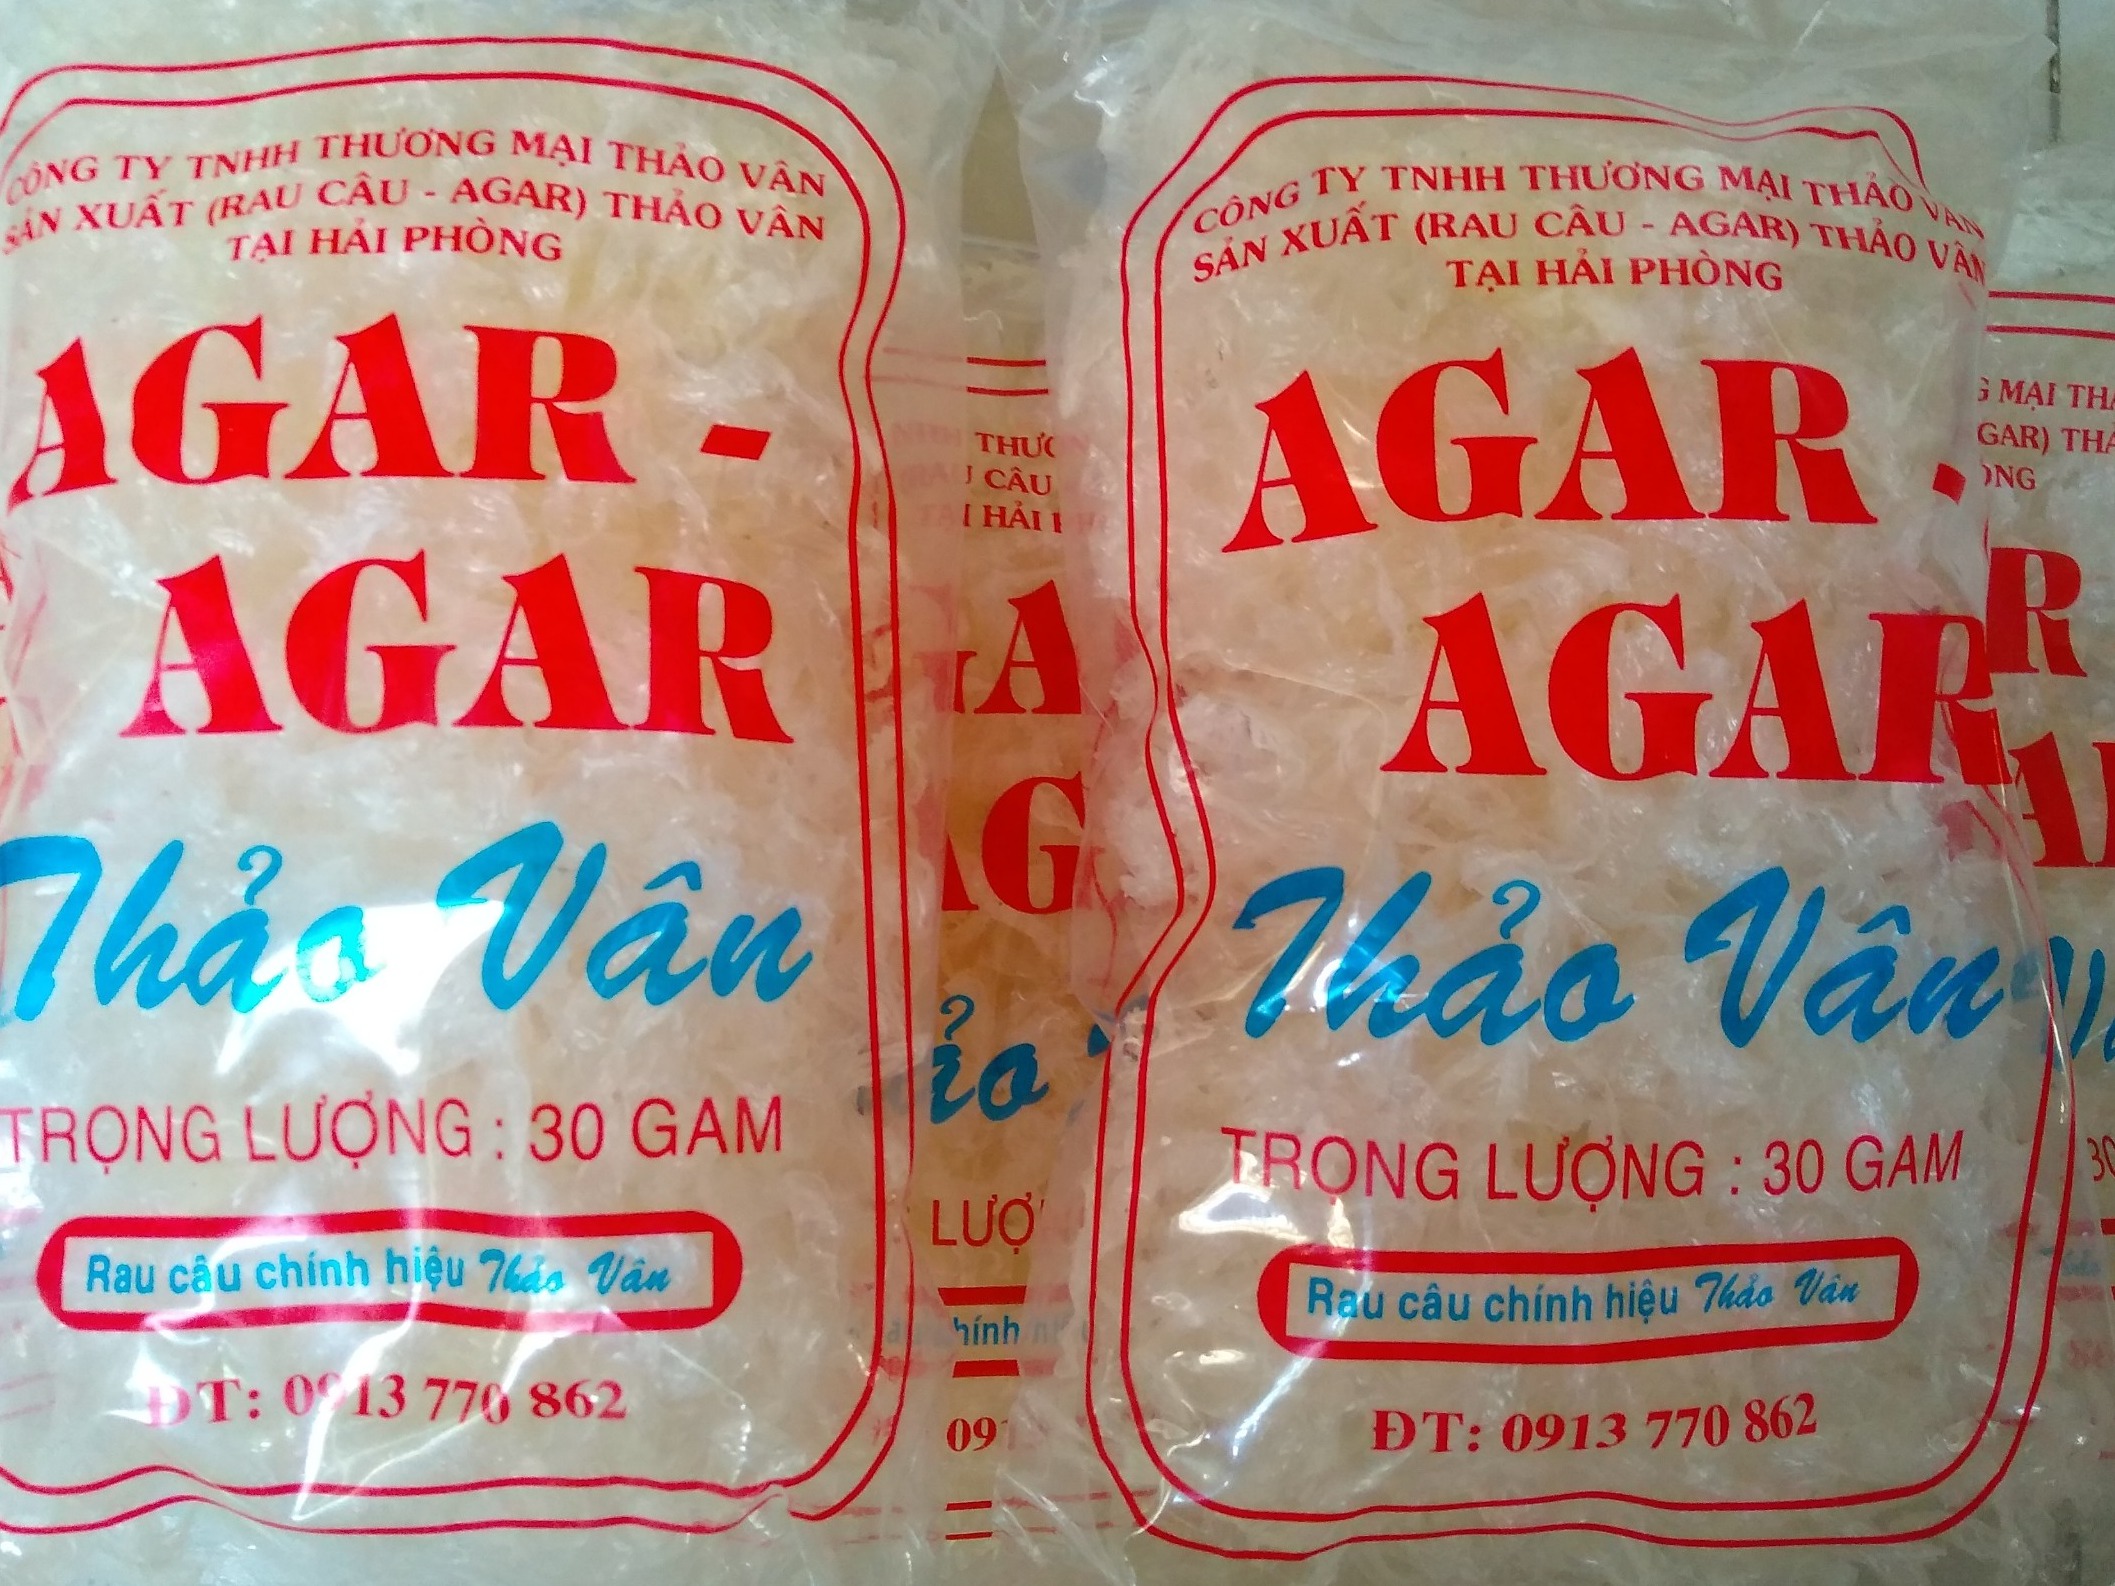 CÔNG TY TNHH THƯƠNG MẠI THẢO VÂN
SẢN XUẤT (RAU CÂU - AGAR) THẢO VÂN
TẠI HẢI PHÒNG
AGAR -
AGAR
Thảo Vân
TRỌNG LƯỢNG : 30 GAM
Rau câu chính hiệu Thảo Vân
ĐT: 0913 770 862
CÔNG TY TNHH THƯƠNG MẠI THẢO VÂN
SẢN XUẤT (RAU CÂU - AGAR) THẢO VÂN
TẠI HẢI PHÒNG
AGAR -
AGAR
Thảo Vân
TRỌNG LƯỢNG : 30 GAM
Rau câu chính hiệu Thảo Vân
ĐT: 0913 770 862
CÂU
HẢI
MẠI